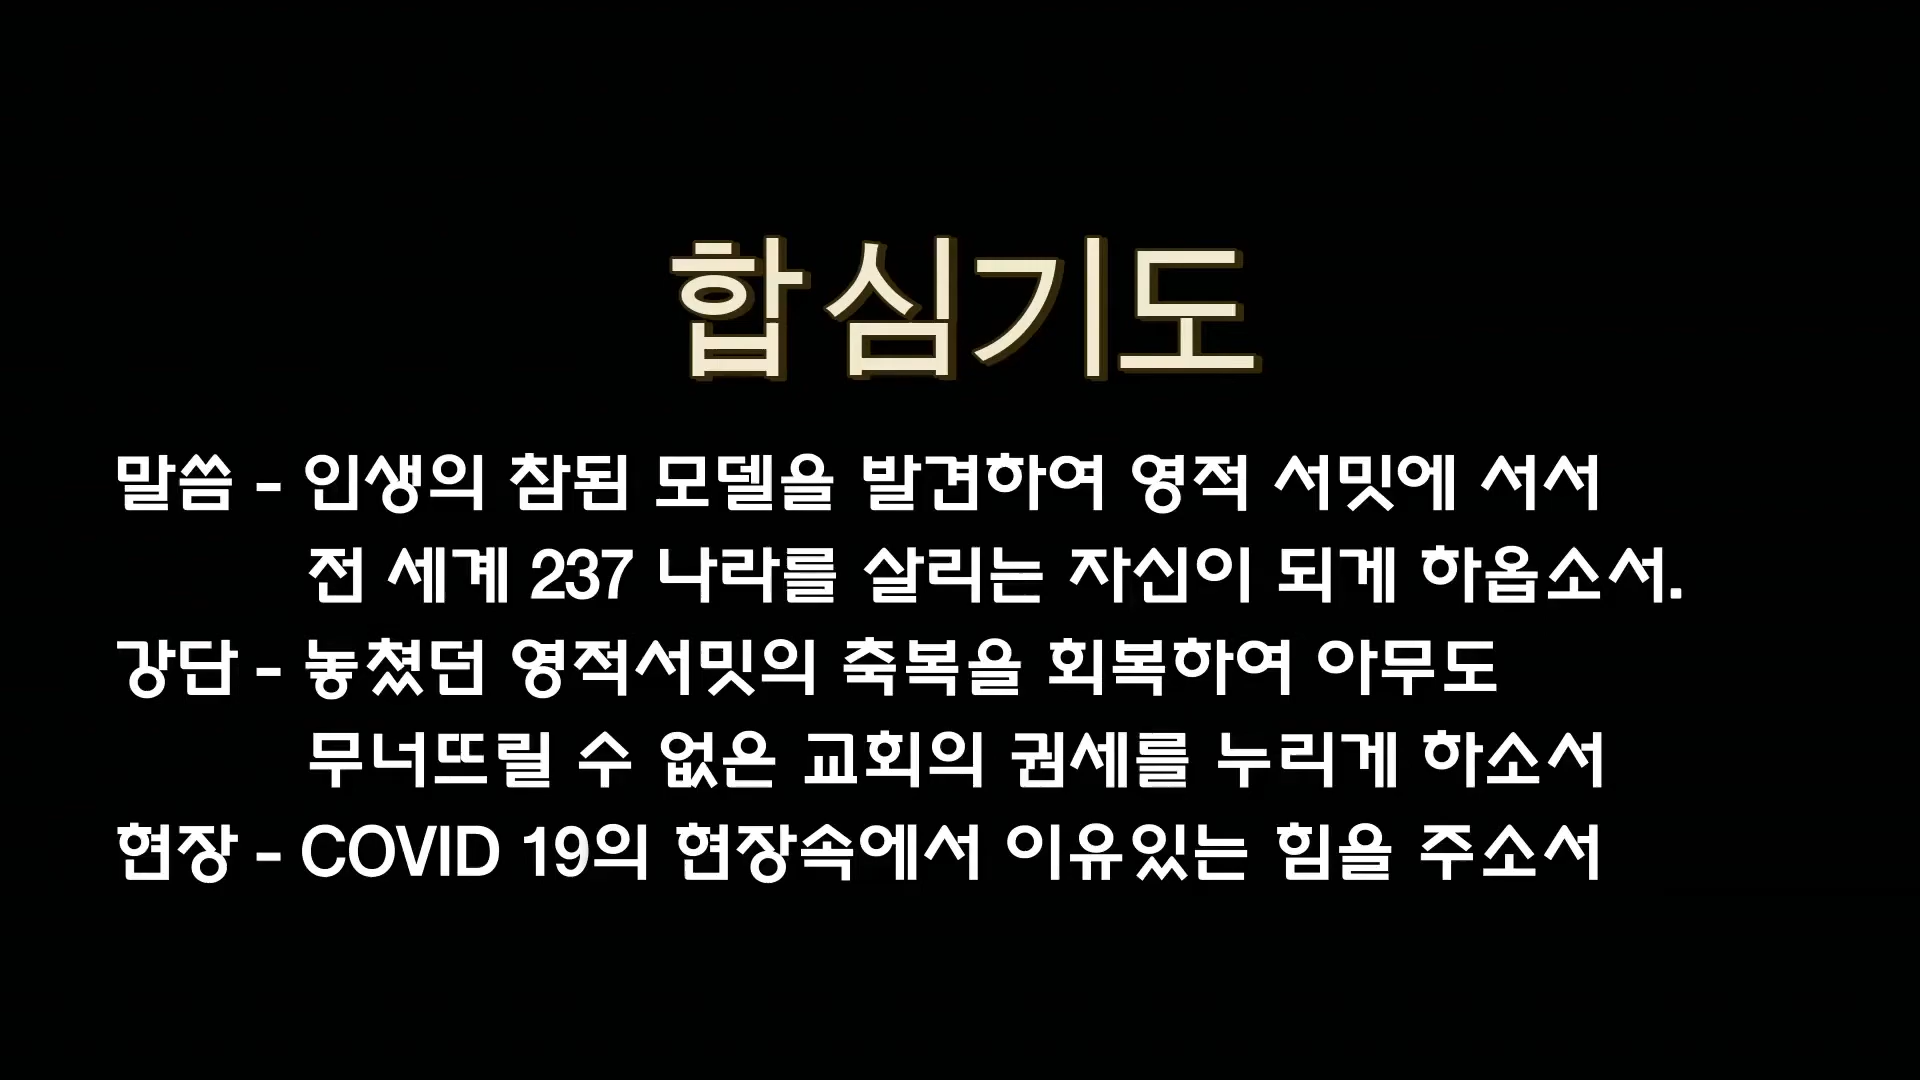 합심기도
말씀 - 인생의 참된 모델을 발견하여 영적 서밋에 서서
전 세계 237 나라를 살리는 자신이 되게 하옵소서.
강단 - 놓쳤던 영적서밋의 축복을 회복하여 아무도
무너뜨릴 수 없은 교회의 권세를 누리게 하소서
현장 - COVID 19의 현장속에서 이유있는 힘을 주소서